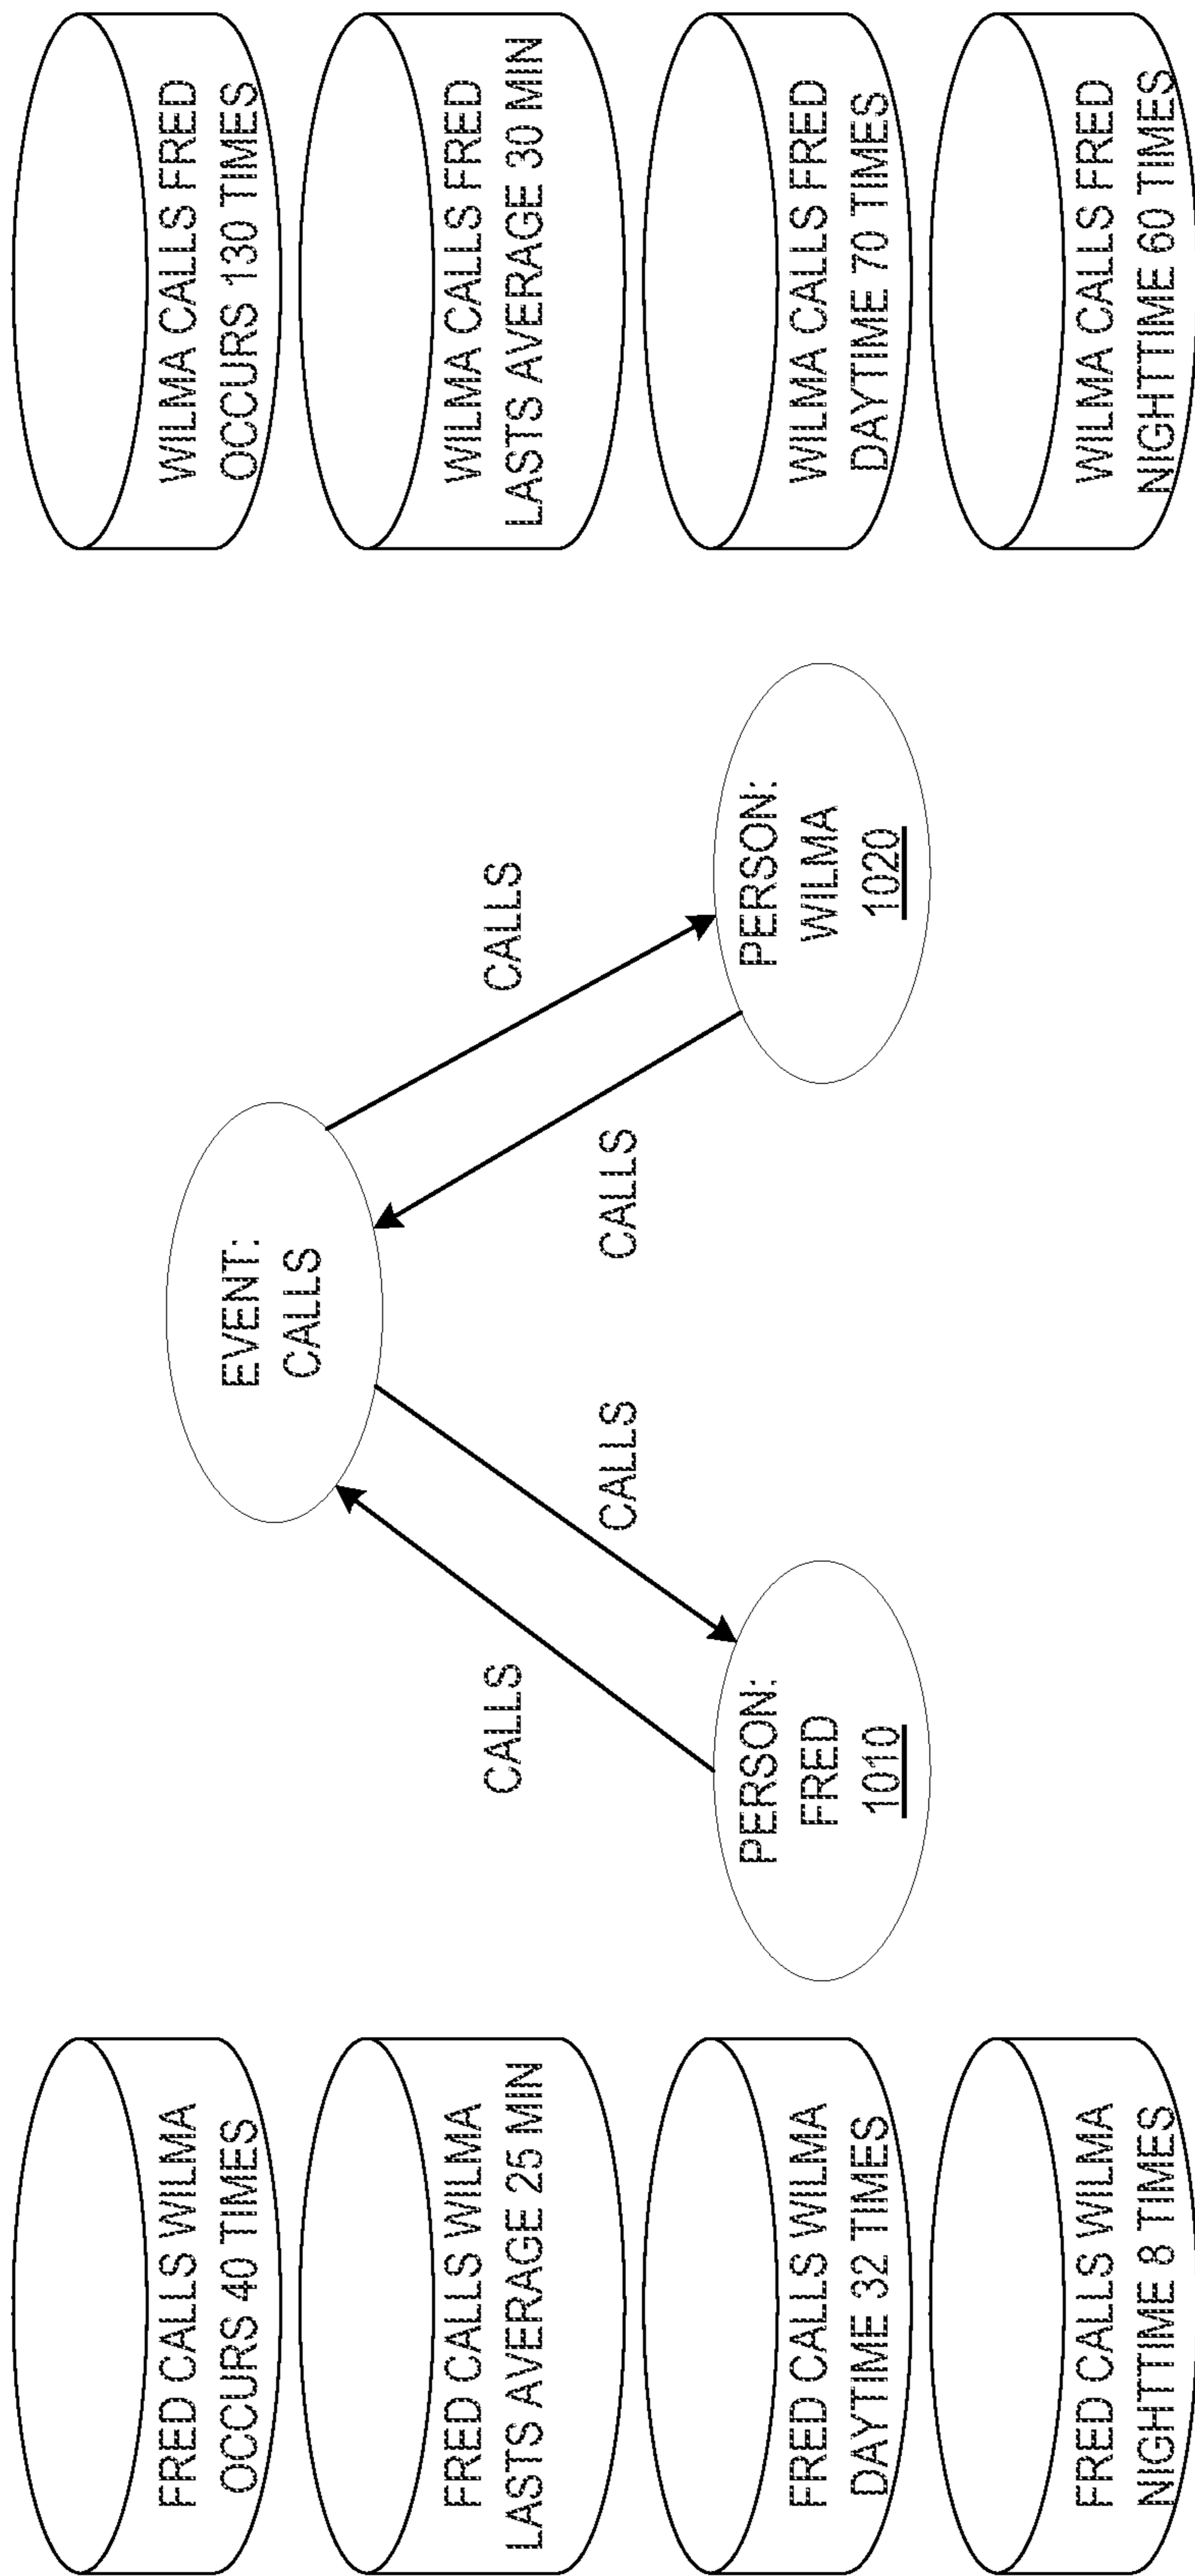 FRED CALLS WILMA
OCCURS 40 TIMES
FRED CALLS WILMA
LASTS AVERAGE 25 MIN
FRED CALLS WILMA
DAYTIME 32 TIMES
FRED CALLS WILMA
NIGHTTIME 8 TIMES
EVENT:
CALLS
CALLS
CALLS
CALLS
CALLS
PERSON:
FRED
1010
PERSON:
WILMA
1020
WILMA CALLS FRED
OCCURS 130 TIMES
WILMA CALLS FRED
LASTS AVERAGE 30 MIN
WILMA CALLS FRED
DAYTIME 70 TIMES
WILMA CALLS FRED
NIGHTTIME 60 TIMES